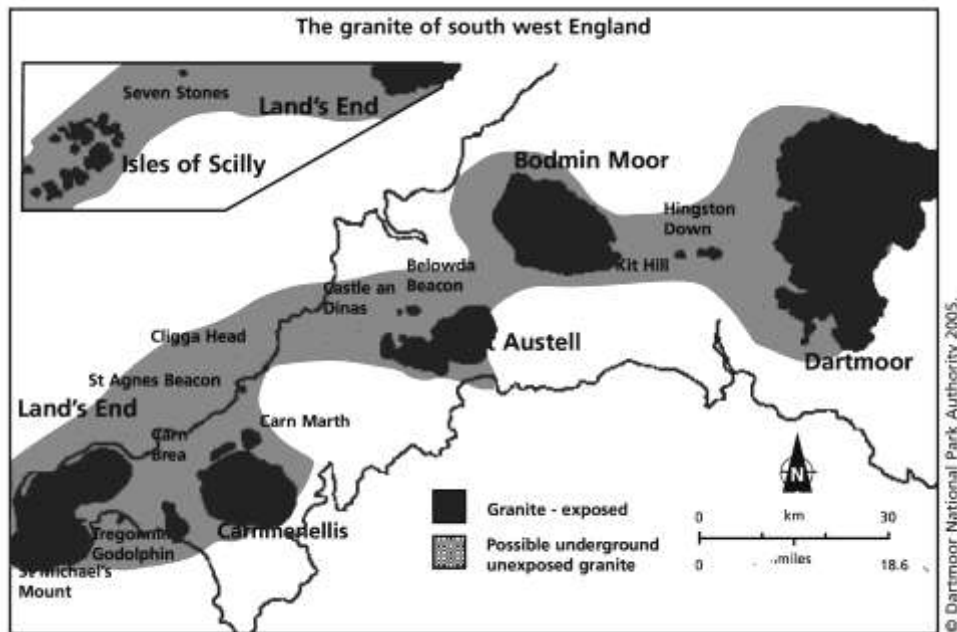 The granite of south west England
Seven Stones
Land's End
Isles of Scilly
Bodmin Moor
Hingston
Down
Kit Hill
Belowda
Beacon
Castle an
Dinas
Cligga Head
Austell
Dartmoor
St Agnes Beacon
Land's End
Carn Marth
Carn
Brea
Tregonning
Godolphin
Carnmenellis
St Michael's
Mount
N
Granite - exposed
Possible underground
unexposed granite
km
0 30
miles
0 18.6
© Dartmoor National Park Authority 2005.